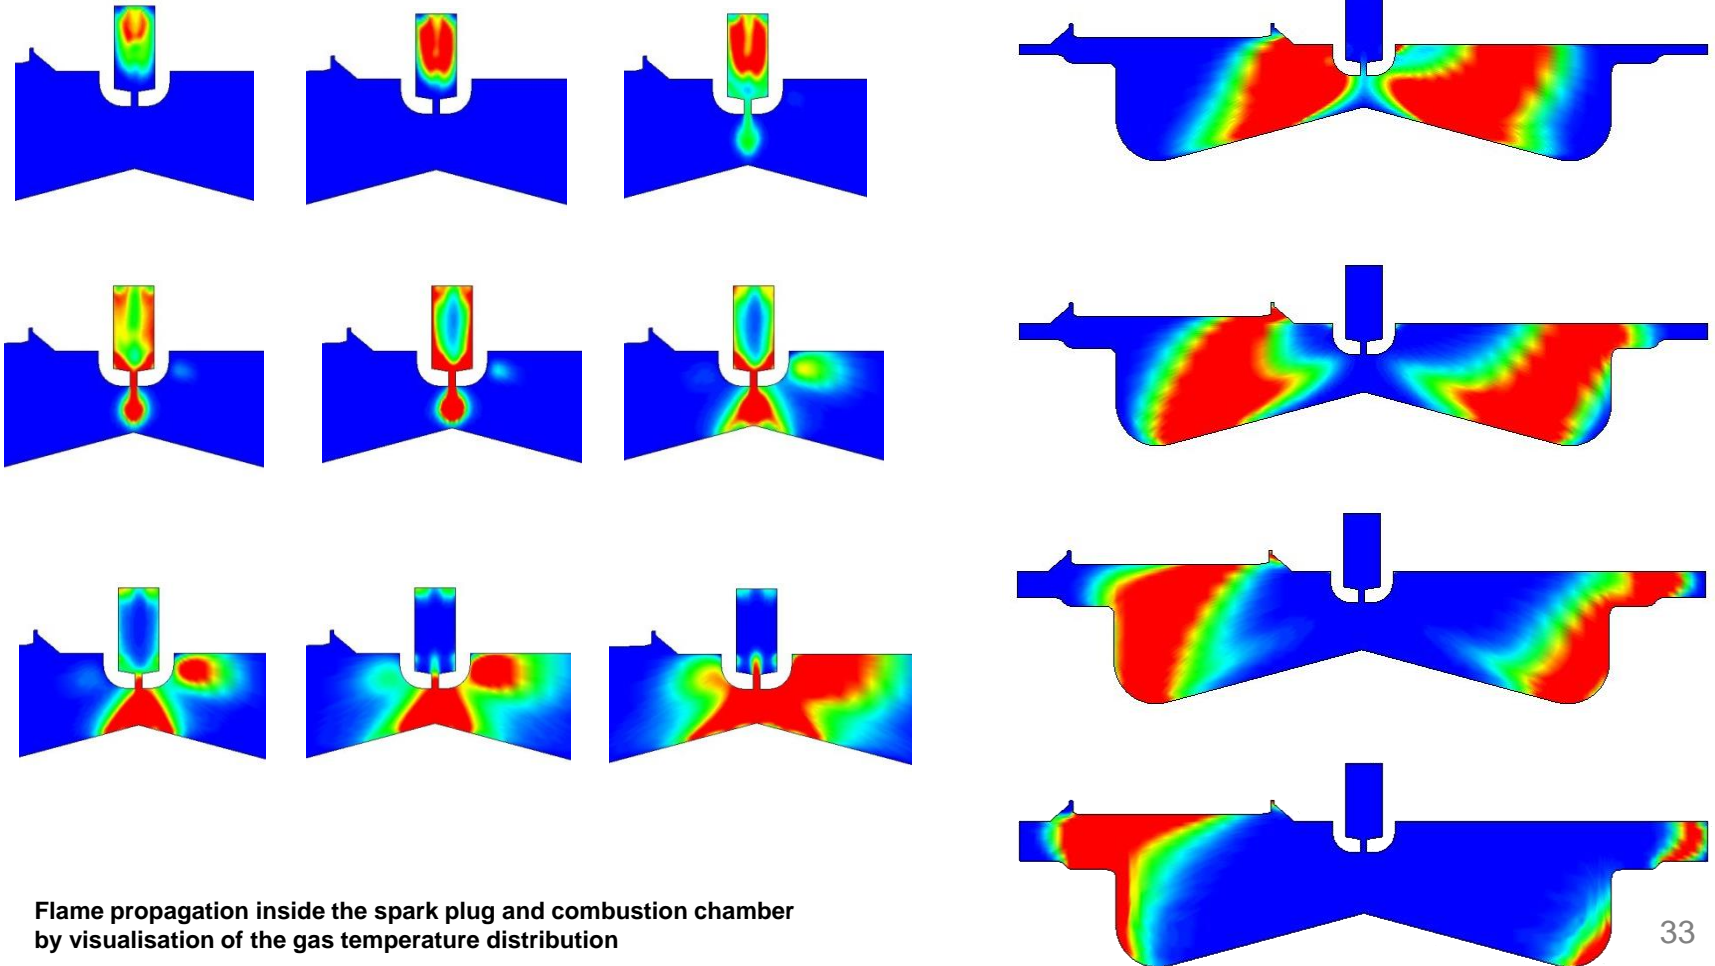 Flame propagation inside the spark plug and combustion chamber
by visualisation of the gas temperature distribution
33